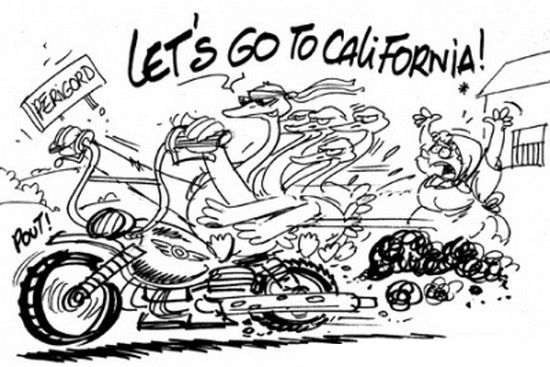 LET'S GO TO CALiFORNiA!
*
PERIGORD
POUT!